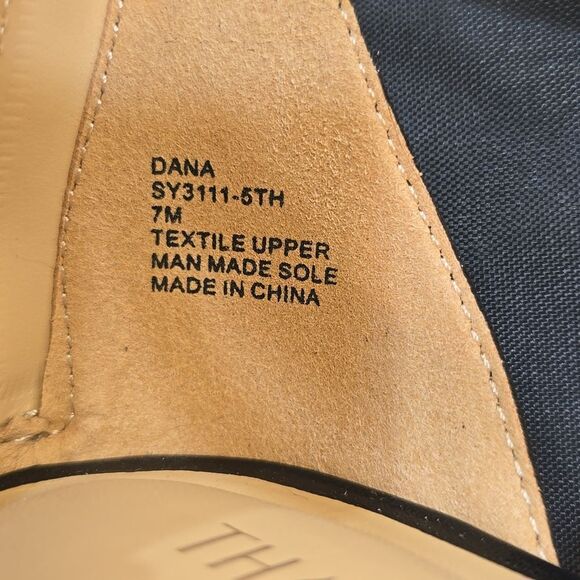 DANA
SY3111-5TH
7M
TEXTILE UPPER
MAN MADE SOLE
MADE IN CHINA